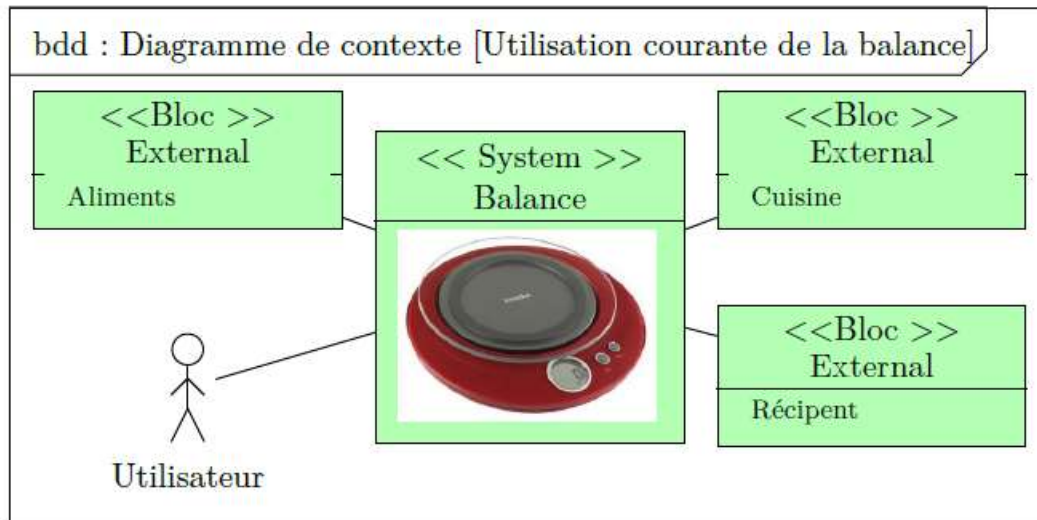 bdd : Diagramme de contexte [Utilisation courante de la balance]
<<Bloc >>
External
Aliments
<< System >>
Balance
<<Bloc >>
External
Cuisine
<<Bloc >>
External
Récipent
Utilisateur